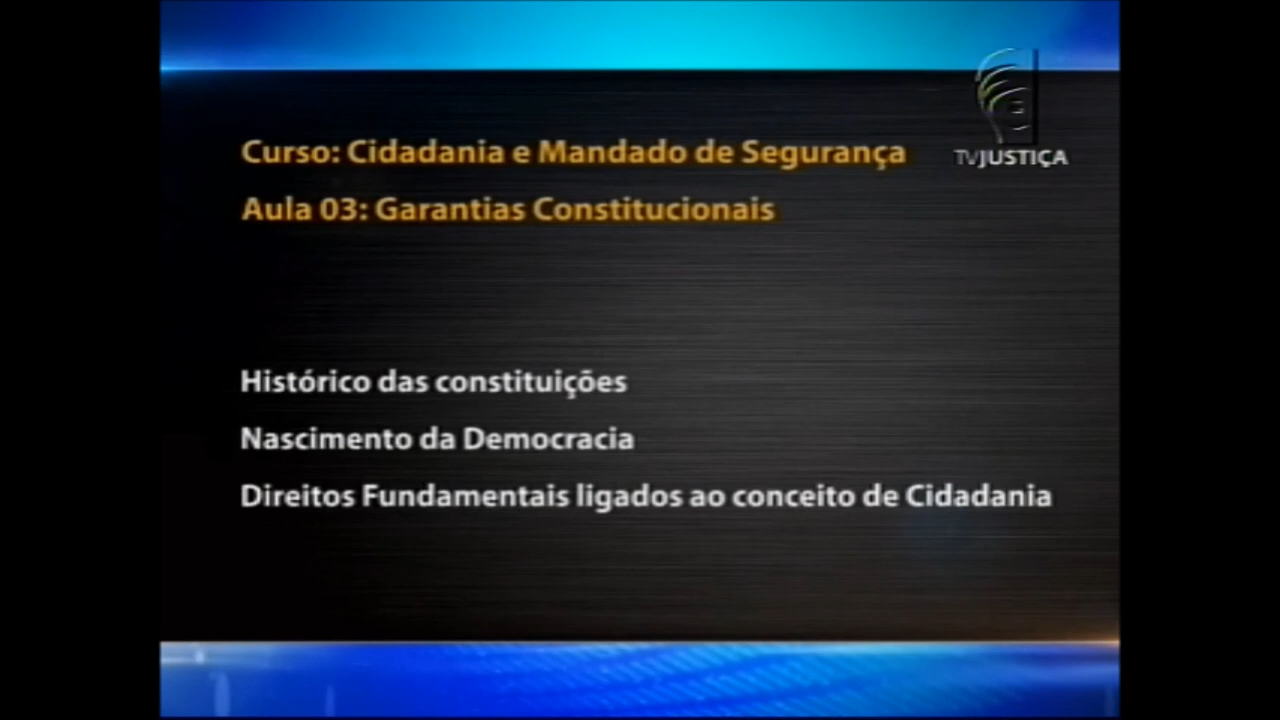 Curso: Cidadania e Mandado de Segurança
TVJUSTIÇA
Aula 03: Garantias Constitucionais
Histórico das constituições
Nascimento da Democracia
Direitos Fundamentais ligados ao conceito de Cidadania